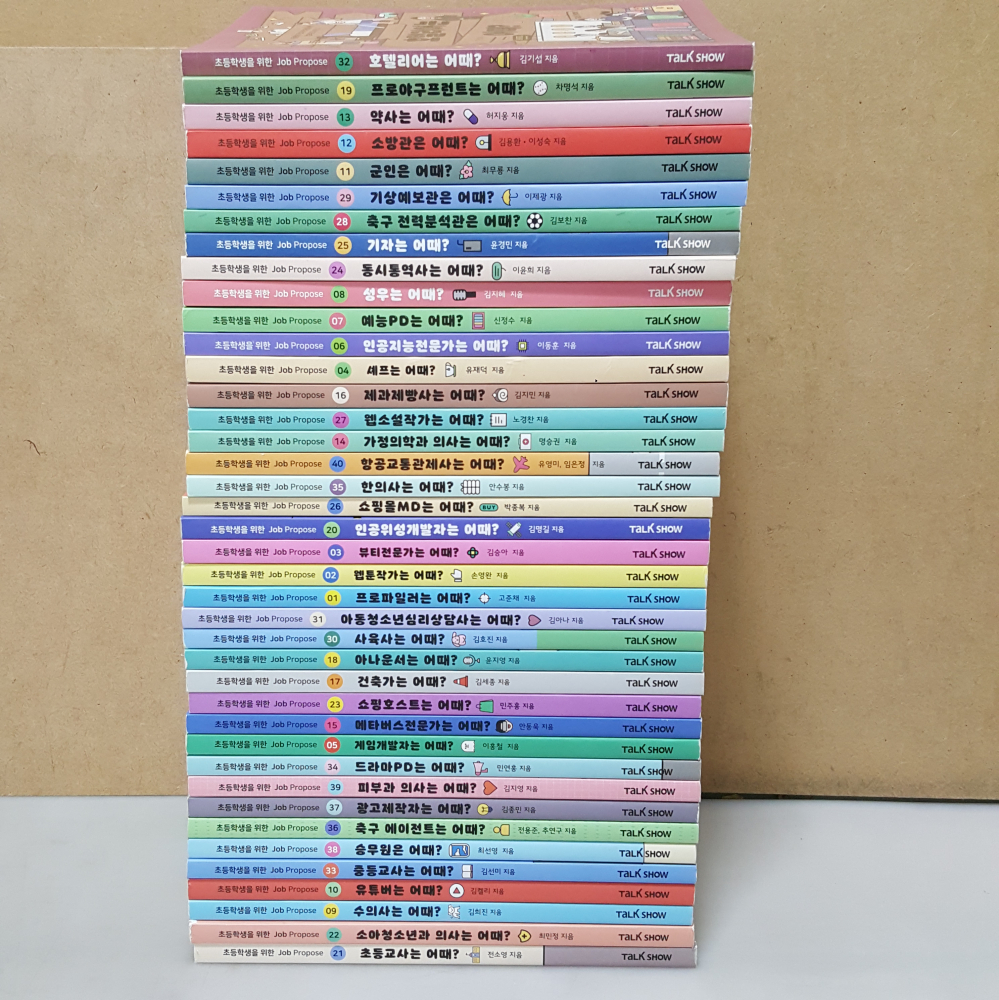 초등학생을 위한 Job Propose 32 호텔리어는 어때? 김기섭 지음 TALK SHOW
초등학생을 위한 Job Propose 19 프로야구프런트는 어때? 차명석 지음 TALK SHOW
초등학생을 위한 Job Propose 13 약사는 어때? 허지웅 지음 TALK SHOW
초등학생을 위한 Job Propose 12 소방관은 어때? 김용환·이성숙 지음 TALK SHOW
초등학생을 위한 Job Propose 11 군인은 어때? 최무룡 지음 TALK SHOW
초등학생을 위한 Job Propose 29 기상예보관은 어때? 이제광 지음 TALK SHOW
초등학생을 위한 Job Propose 28 축구 전력분석관은 어때? 김보찬 지음 TALK SHOW
초등학생을 위한 Job Propose 25 기자는 어때? 윤경민 지음 TALK SHOW
초등학생을 위한 Job Propose 24 동시통역사는 어때? 이윤희 지음 TALK SHOW
초등학생을 위한 Job Propose 08 성우는 어때? 김지혜 지음 TALK SHOW
초등학생을 위한 Job Propose 07 예능PD는 어때? 신정수 지음 TALK SHOW
초등학생을 위한 Job Propose 06 인공지능전문가는 어때? 이동훈 지음 TALK SHOW
초등학생을 위한 Job Propose 04 셰프는 어때? 유재덕 지음 TALK SHOW
초등학생을 위한 Job Propose 16 제과제빵사는 어때? 김지민 지음 TALK SHOW
초등학생을 위한 Job Propose 27 웹소설작가는 어때? 노경찬 지음 TALK SHOW
초등학생을 위한 Job Propose 14 가정의학과 의사는 어때? 명승권 지음 TALK SHOW
초등학생을 위한 Job Propose 40 항공교통관제사는 어때? 유영미, 임은정 지음 TALK SHOW
초등학생을 위한 Job Propose 35 한의사는 어때? 안수봉 지음 TALK SHOW
초등학생을 위한 Job Propose 26 쇼핑몰MD는 어때? BUY 박종복 지음 TALK SHOW
초등학생을 위한 Job Propose 20 인공위성개발자는 어때? 김명길 지음 TALK SHOW
초등학생을 위한 Job Propose 03 뷰티전문가는 어때? 김승아 지음 TALK SHOW
초등학생을 위한 Job Propose 02 웹툰작가는 어때? 손영완 지음 TALK SHOW
초등학생을 위한 Job Propose 01 프로파일러는 어때? 고준채 지음 TALK SHOW
초등학생을 위한 Job Propose 31 아동청소년심리상담사는 어때? 김아나 지음 TALK SHOW
초등학생을 위한 Job Propose 30 사육사는 어때? 김호진 지음 TALK SHOW
초등학생을 위한 Job Propose 18 아나운서는 어때? 윤지영 지음 TALK SHOW
초등학생을 위한 Job Propose 17 건축가는 어때? 김세종 지음 TALK SHOW
초등학생을 위한 Job Propose 23 쇼핑호스트는 어때? 민주홍 지음 TALK SHOW
초등학생을 위한 Job Propose 15 메타버스전문가는 어때? 안동욱 지음 TALK SHOW
초등학생을 위한 Job Propose 05 게임개발자는 어때? 이홍철 지음 TALK SHOW
초등학생을 위한 Job Propose 34 드라마PD는 어때? 민연홍 지음 TALK SHOW
초등학생을 위한 Job Propose 39 피부과 의사는 어때? 김지영 지음 TALK SHOW
초등학생을 위한 Job Propose 37 광고제작자는 어때? 김종민 지음 TALK SHOW
초등학생을 위한 Job Propose 36 축구 에이전트는 어때? 전용준, 추연구 지음 TALK SHOW
초등학생을 위한 Job Propose 38 승무원은 어때? 최선영 지음 TALK SHOW
초등학생을 위한 Job Propose 33 중등교사는 어때? 김선미 지음 TALK SHOW
초등학생을 위한 Job Propose 10 유튜버는 어때? 김켈리 지음 TALK SHOW
초등학생을 위한 Job Propose 09 수의사는 어때? 김희진 지음 TALK SHOW
초등학생을 위한 Job Propose 22 소아청소년과 의사는 어때? 최민정 지음 TALK SHOW
초등학생을 위한 Job Propose 21 초등교사는 어때? 전소영 지음 TALK SHOW